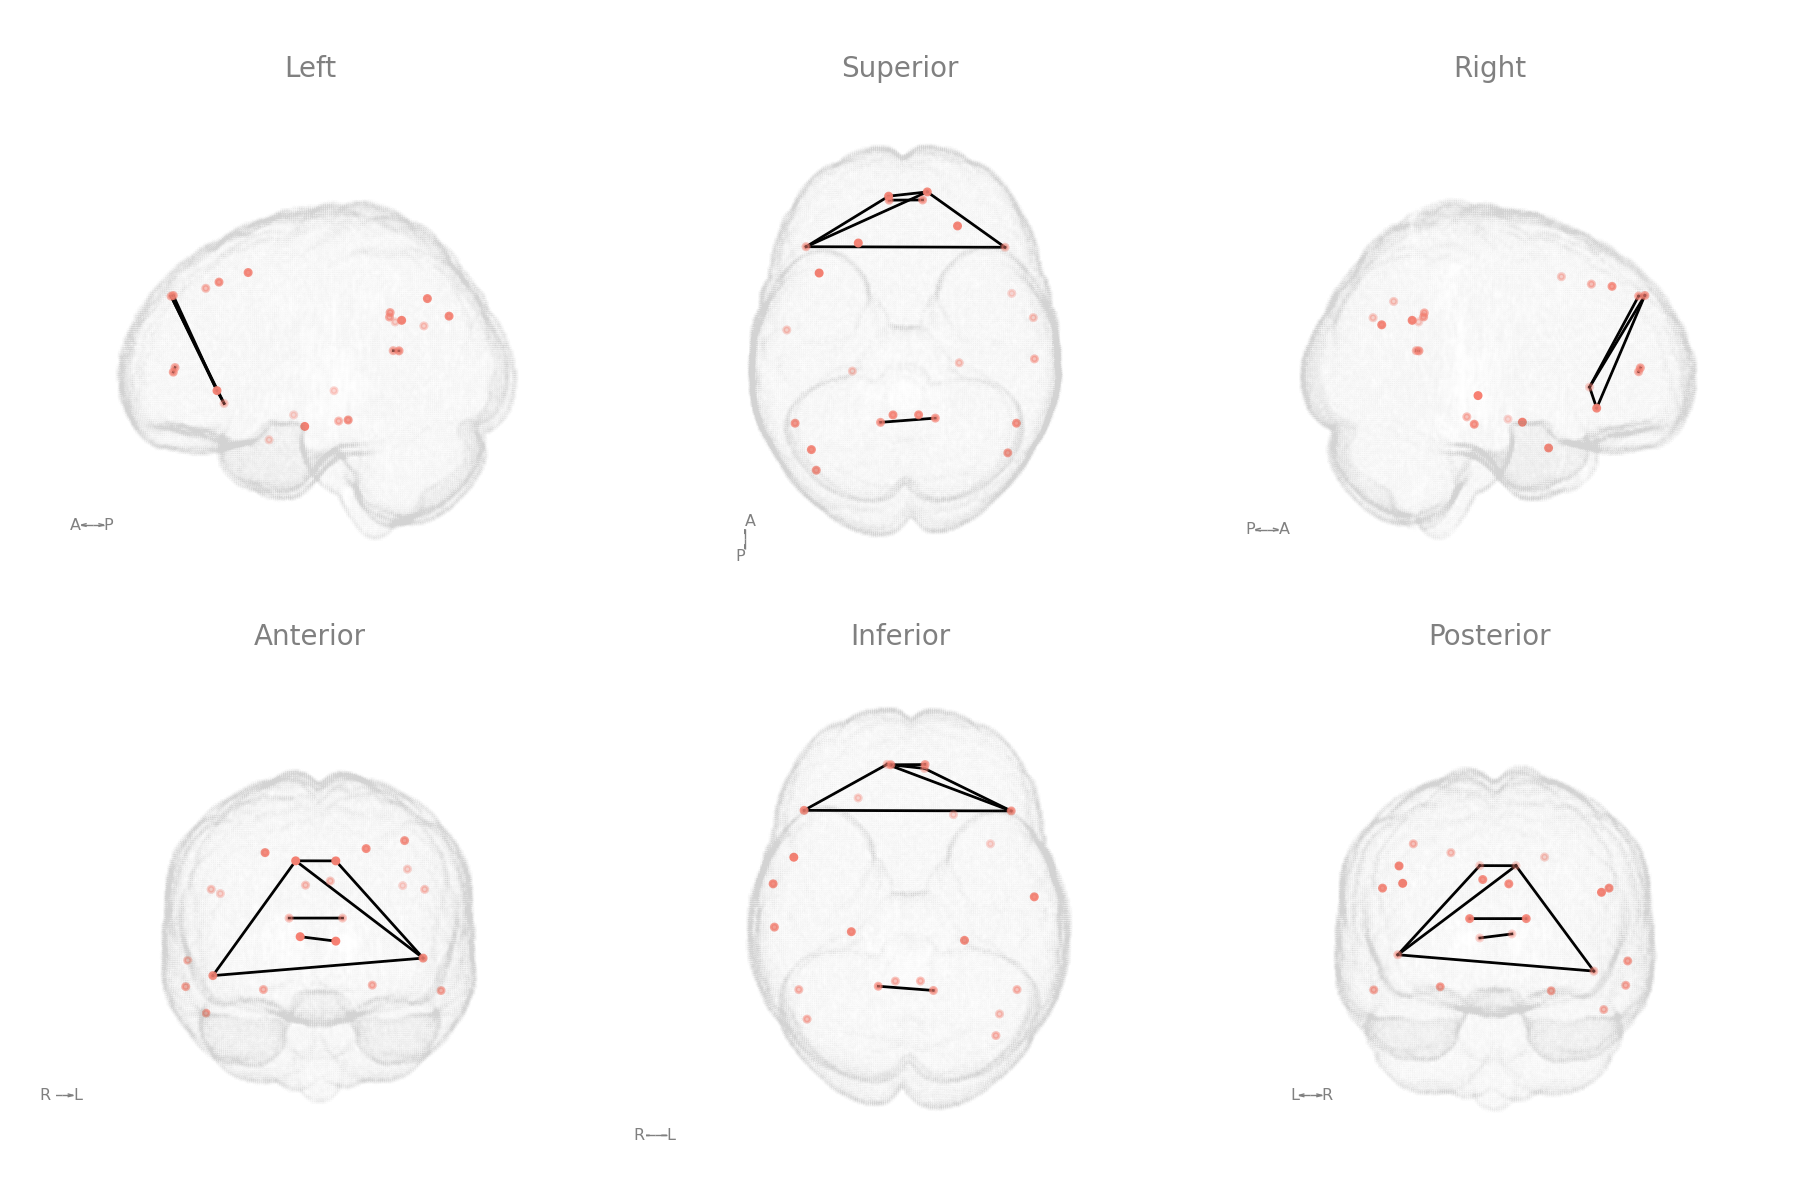 Left
Superior
Right
A P
A
P
P A
Anterior
Inferior
Posterior
R L
R L
L R